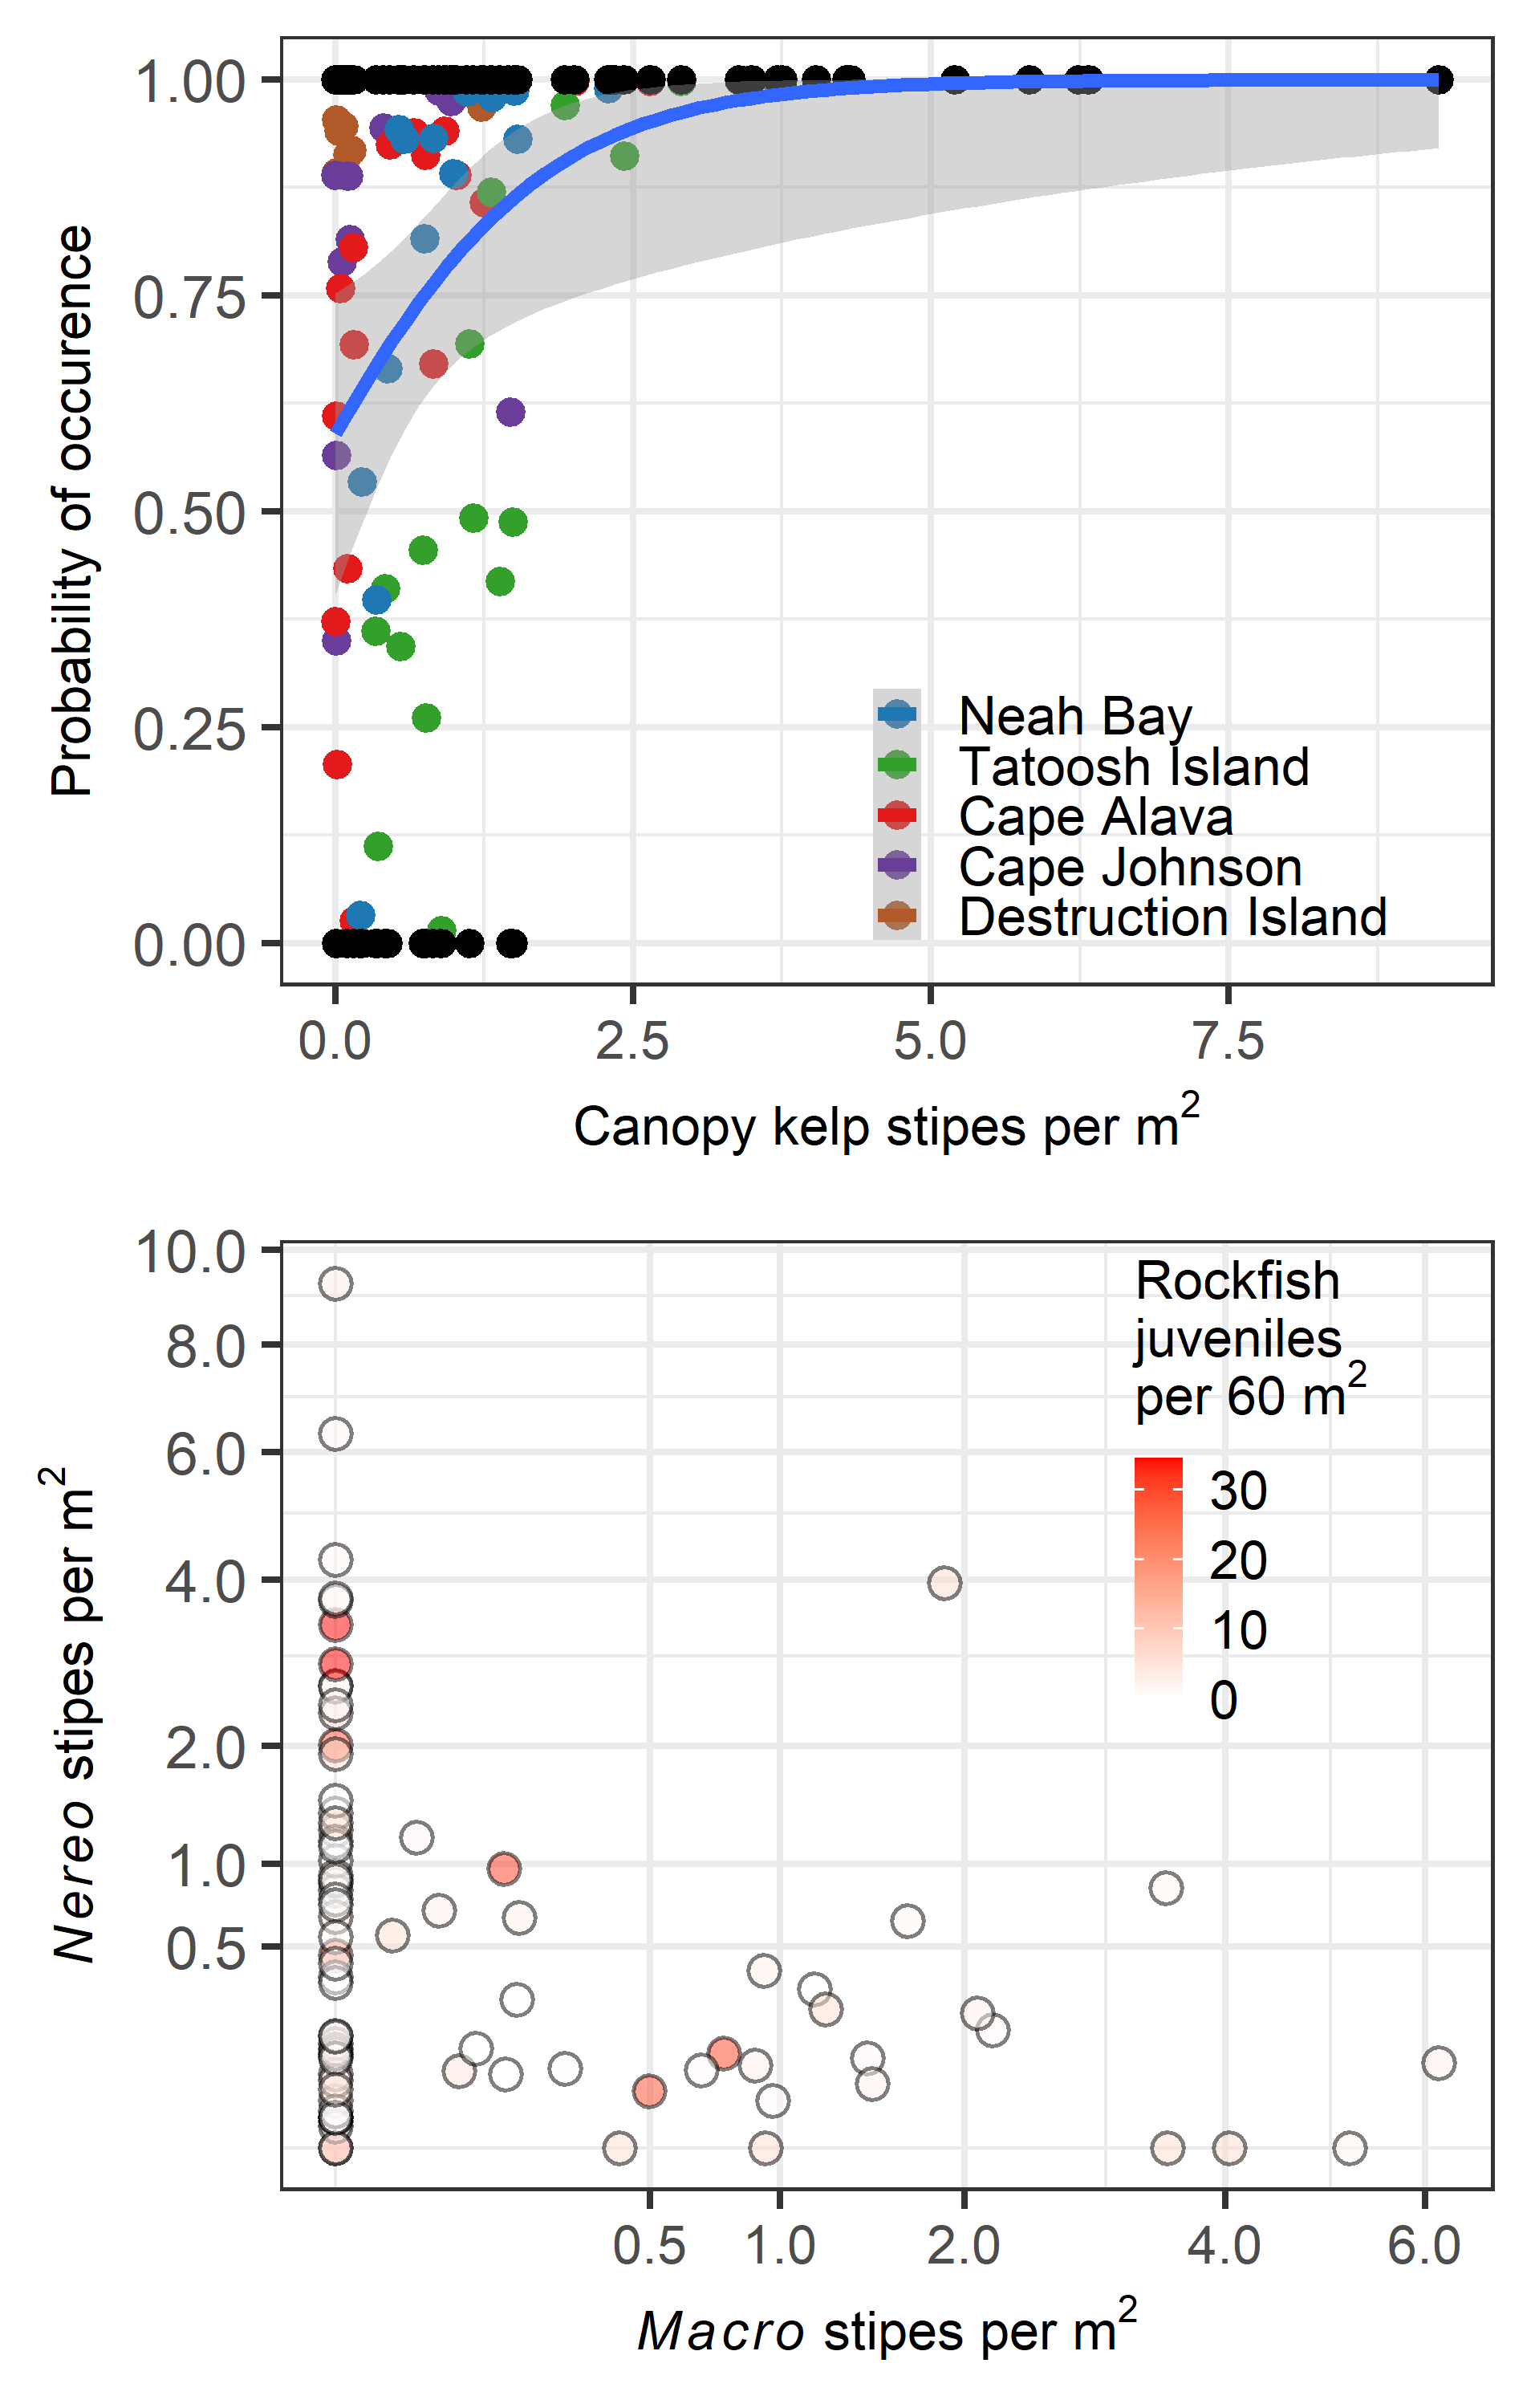 1.00
0.75
0.50
0.25
0.00
Probability of occurence
Neah Bay
Tatoosh Island
Cape Alava
Cape Johnson
Destruction Island
0.0 2.5 5.0 7.5
Canopy kelp stipes per m²
10.0
8.0
6.0
4.0
2.0
1.0
0.5
Nereo stipes per m²
Rockfish
juveniles
per 60 m²
30
20
10
0
0.5 1.0 2.0 4.0 6.0
Macro stipes per m²